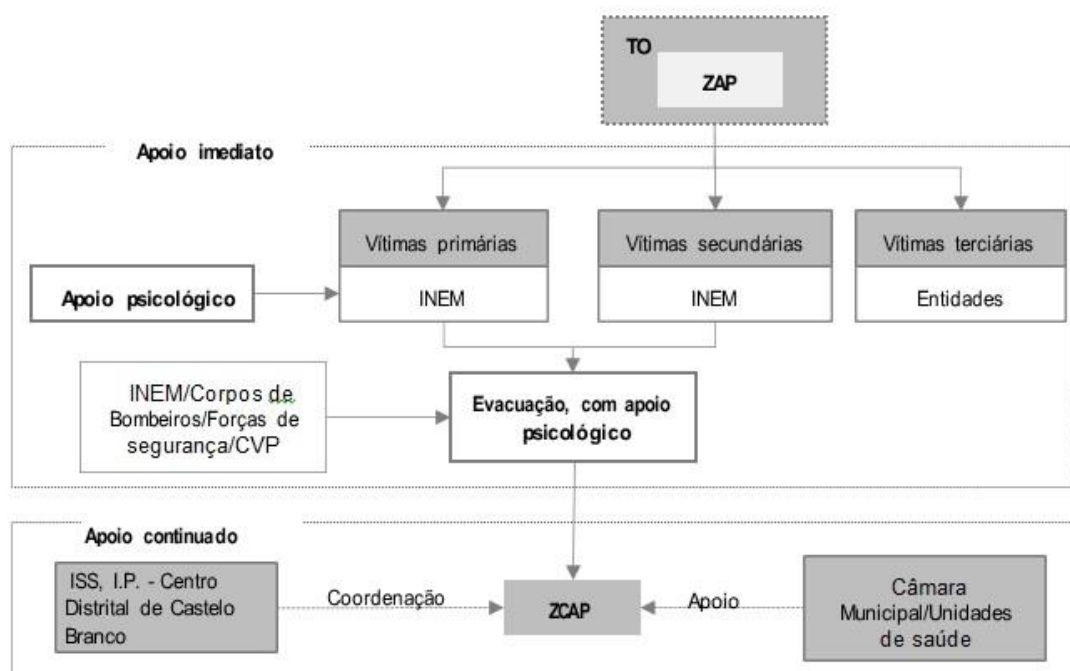 TO
ZAP
Apoio imediato
Vítimas primárias
INEM
Vítimas secundárias
INEM
Vítimas terciárias
Entidades
Apoio psicológico
INEM/Corpos de
Bombeiros/Forças de
segurança/CVP
Evacuação, com apoio
psicológico
Apoio continuado
ISS, I.P. - Centro
Distrital de Castelo
Branco
Coordenação
ZCAP
Apoio
Câmara
Municipal/Unidades
de saúde